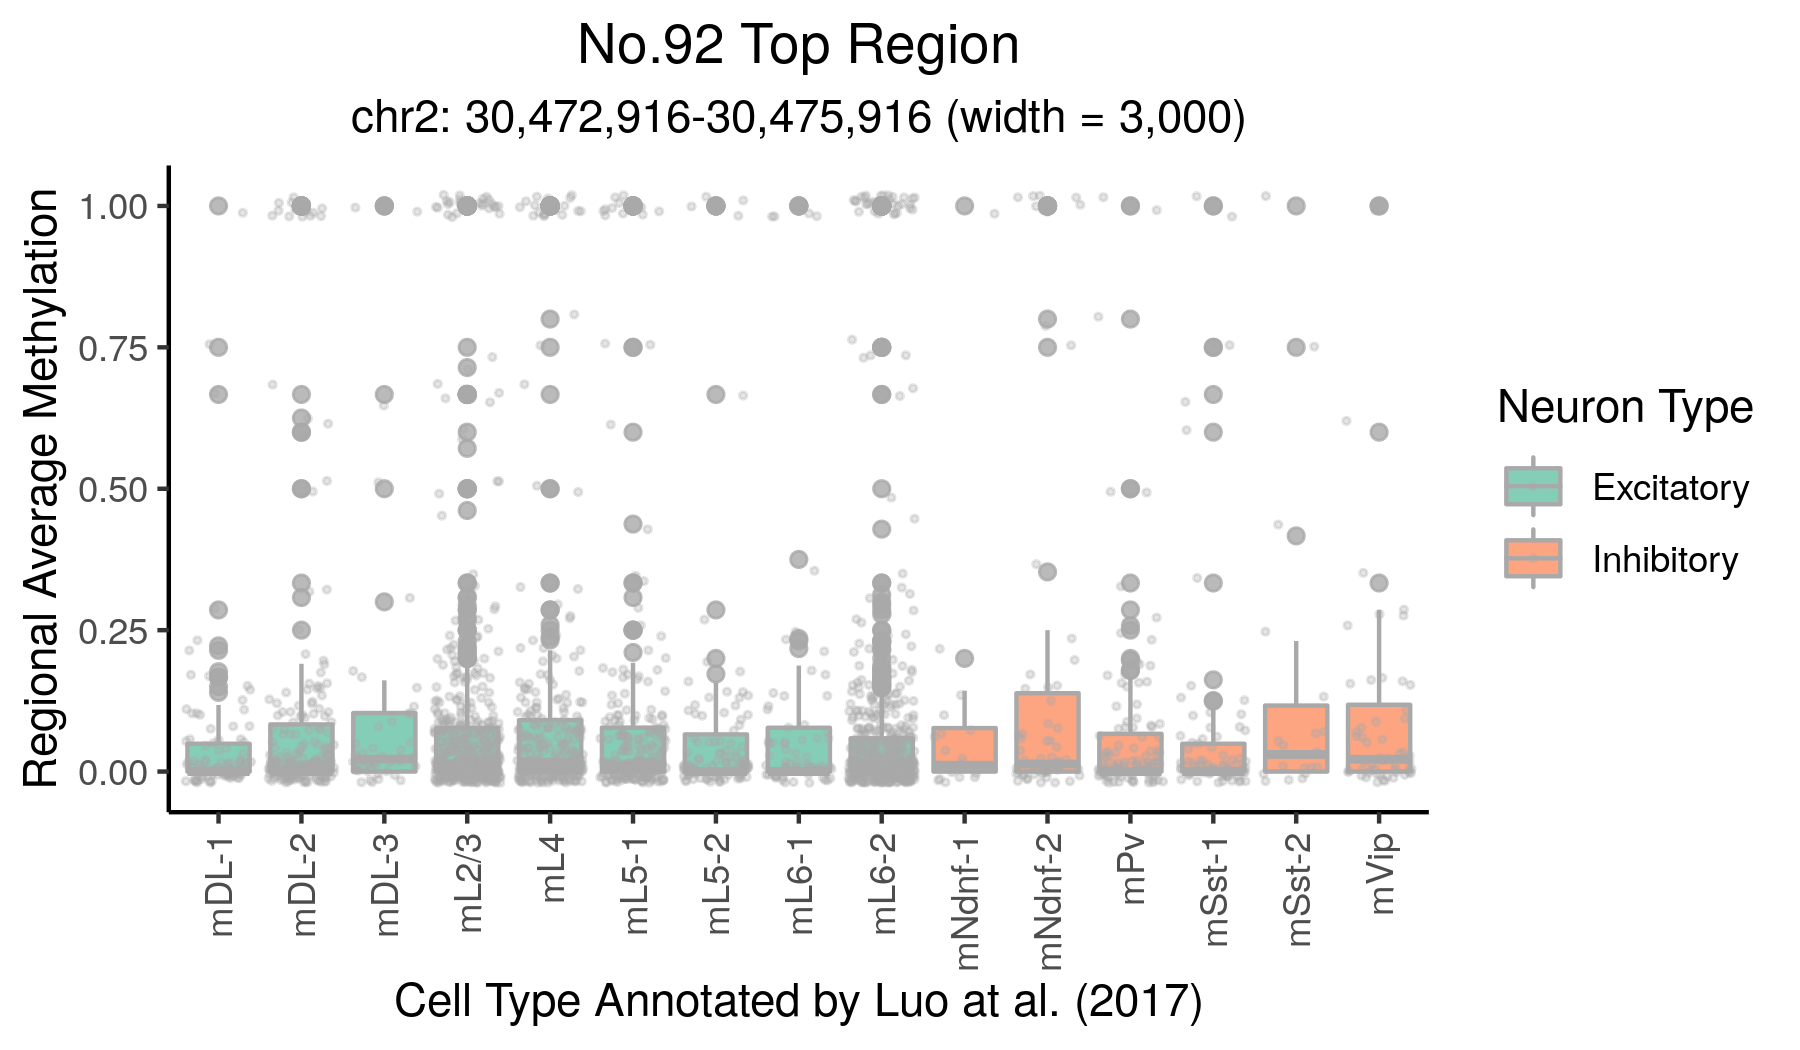 No.92 Top Region
chr2: 30,472,916-30,475,916 (width = 3,000)
Regional Average Methylation
1.00
0.75
0.50
0.25
0.00
mDL-1
mDL-2
mDL-3
mL2/3
mL4
mL5-1
mL5-2
mL6-1
mL6-2
mNdnf-1
mNdnf-2
mPv
mSst-1
mSst-2
mVip
Cell Type Annotated by Luo at al. (2017)
Neuron Type
Excitatory
Inhibitory